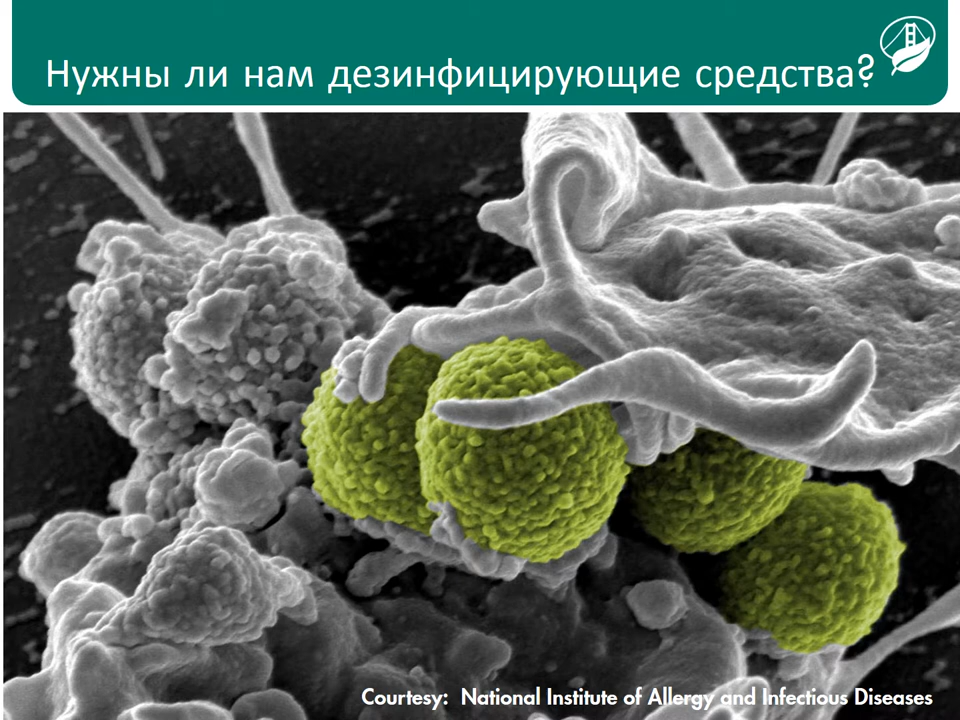 Нужны ли нам дезинфицирующие средства?
Courtesy: National Institute of Allergy and Infectious Diseases